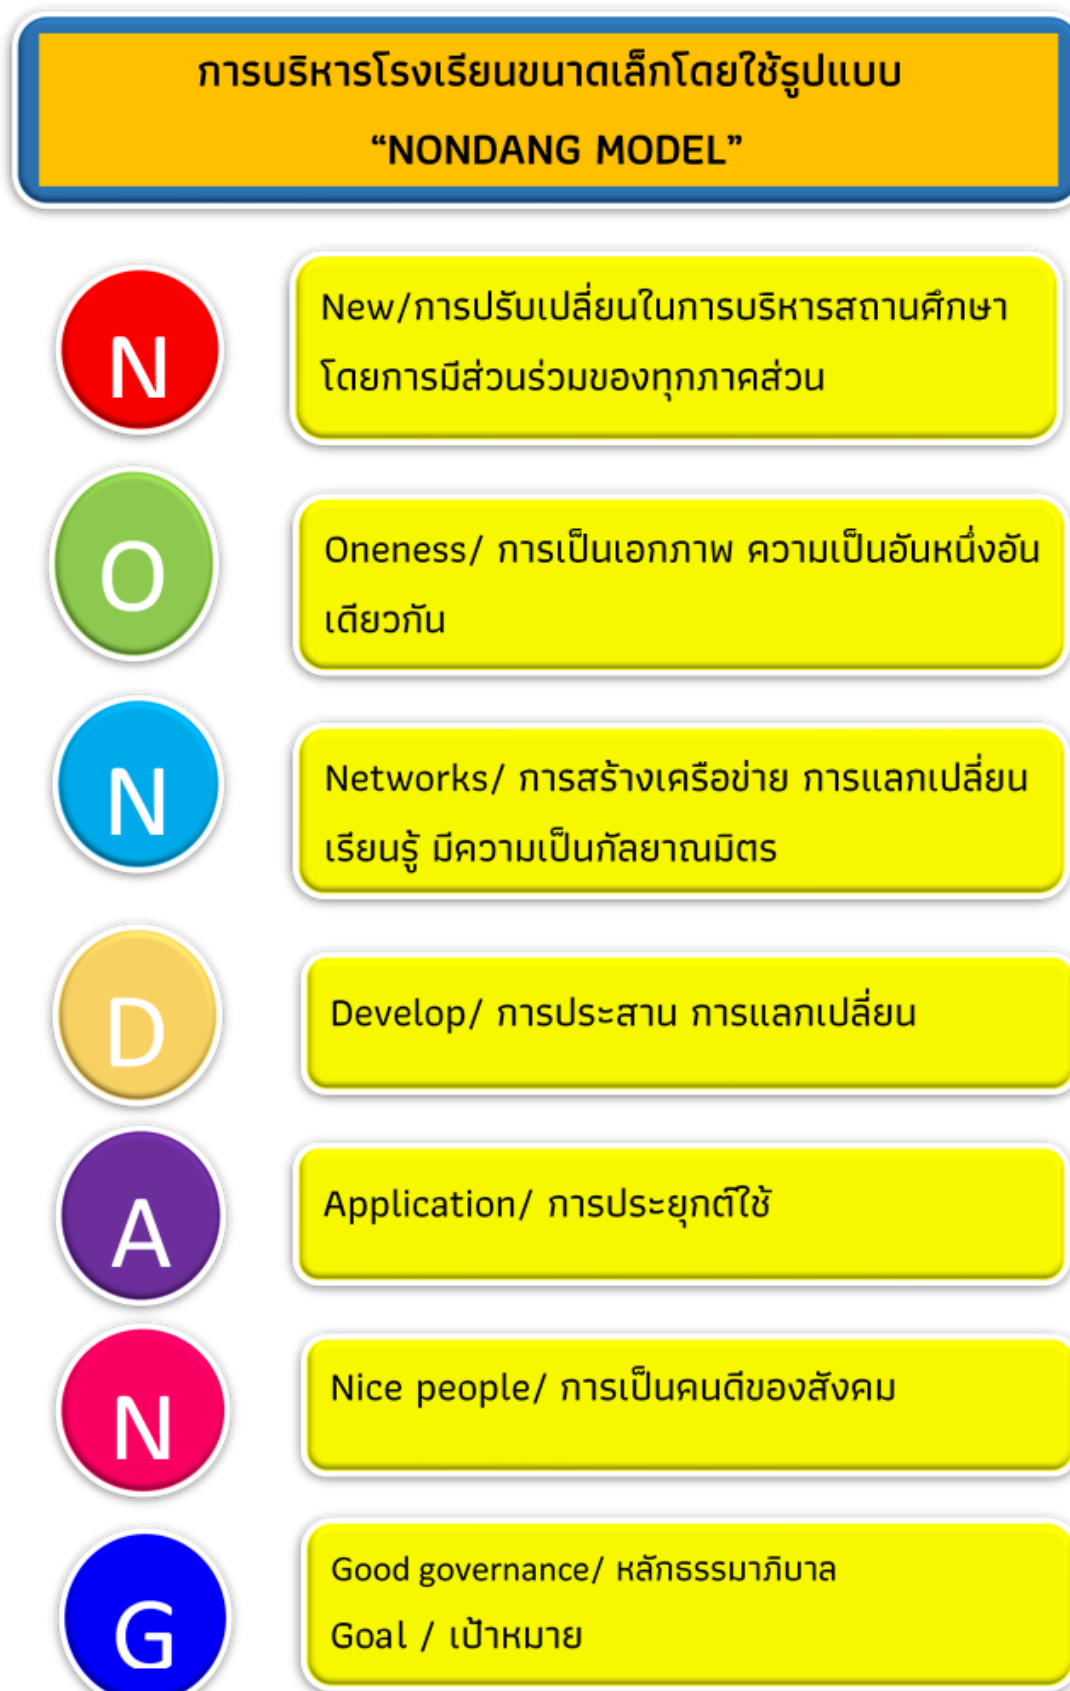 การบริหารโรงเรียนขนาดเล็กโดยใช้รูปแบบ
“NONDANG MODEL”
N
New/การปรับเปลี่ยนในการบริหารสถานศึกษา
โดยการมีส่วนร่วมของทุกภาคส่วน
O
Oneness/ การเป็นเอกภาพ ความเป็นอันหนึ่งอัน
เดียวกัน
N
Networks/ การสร้างเครือข่าย การแลกเปลี่ยน
เรียนรู้ มีความเป็นกัลยาณมิตร
D
Develop/ การประสาน การแลกเปลี่ยน
A
Application/ การประยุกต์ใช้
N
Nice people/ การเป็นคนดีของสังคม
G
Good governance/ หลักธรรมาภิบาล
Goal / เป้าหมาย